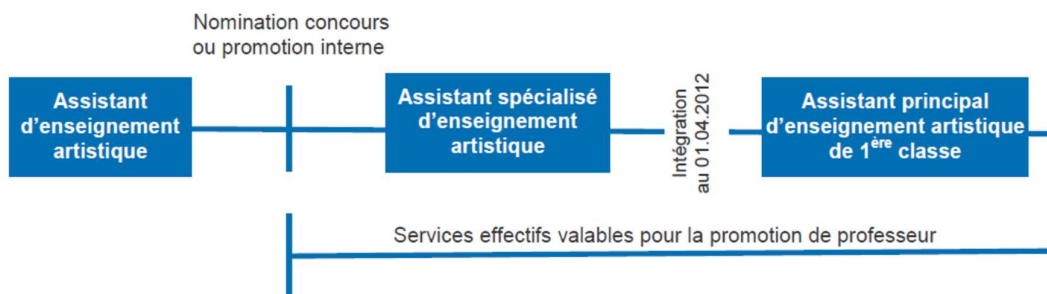 Nomination concours
ou promotion interne
Assistant
d'enseignement
artistique
Assistant spécialisé
d'enseignement
artistique
Intégration
au 01.04.2012
Assistant principal
d'enseignement artistique
de 1ère classe
Services effectifs valables pour la promotion de professeur